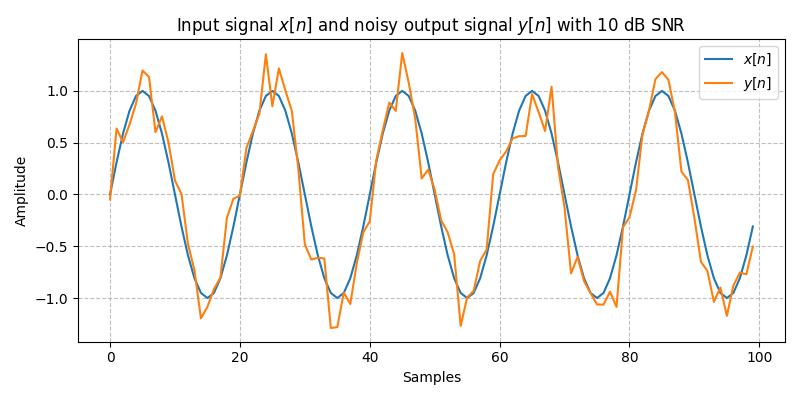 Input signal x[n] and noisy output signal y[n] with 10 dB SNR
x[n]
y[n]
1.0
0.5
0.0
−0.5
−1.0
Amplitude
0 20 40 60 80 100
Samples